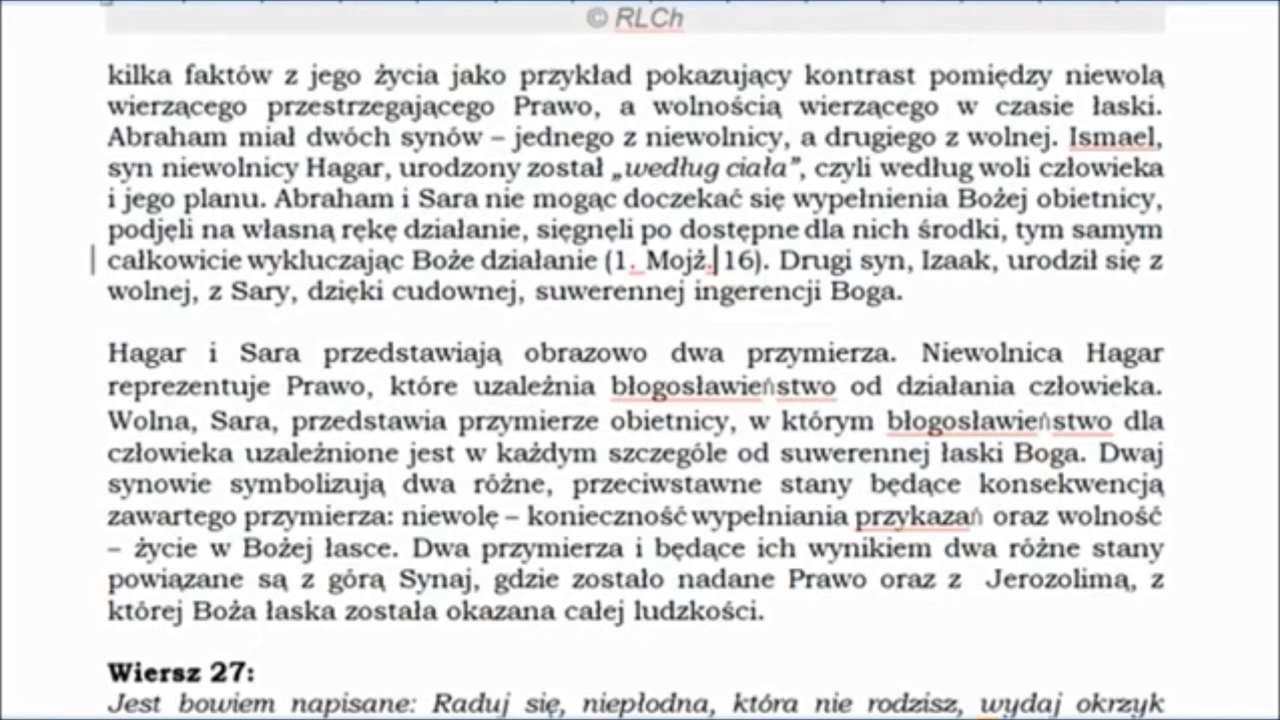 © RLCh
kilka faktów z jego życia jako przykład pokazujący kontrast pomiędzy niewolą
wierzącego przestrzegającego Prawo, a wolnością wierzącego w czasie łaski.
Abraham miał dwóch synów – jednego z niewolnicy, a drugiego z wolnej. Ismael,
syn niewolnicy Hagar, urodzony został „według ciała”, czyli według woli człowieka
i jego planu. Abraham i Sara nie mogąc doczekać się wypełnienia Bożej obietnicy,
podjęli na własną rękę działanie, sięgnęli po dostępne dla nich środki, tym samym
całkowicie wykluczając Boże działanie (1. Mojż. 16). Drugi syn, Izaak, urodził się z
wolnej, z Sary, dzięki cudownej, suwerennej ingerencji Boga.
Hagar i Sara przedstawiają obrazowo dwa przymierza. Niewolnica Hagar
reprezentuje Prawo, które uzależnia błogosławieństwo od działania człowieka.
Wolna, Sara, przedstawia przymierze obietnicy, w którym błogosławieństwo dla
człowieka uzależnione jest w każdym szczególe od suwerennej łaski Boga. Dwaj
synowie symbolizują dwa różne, przeciwstawne stany będące konsekwencją
zawartego przymierza: niewolę – konieczność wypełniania przykazań oraz wolność
– życie w Bożej łasce. Dwa przymierza i będące ich wynikiem dwa różne stany
powiązane są z górą Synaj, gdzie zostało nadane Prawo oraz z Jerozolimą, z
której Boża łaska została okazana całej ludzkości.
Wiersz 27:
Jest bowiem napisane: Raduj się, niepłodna, która nie rodzisz, wydaj okrzyk